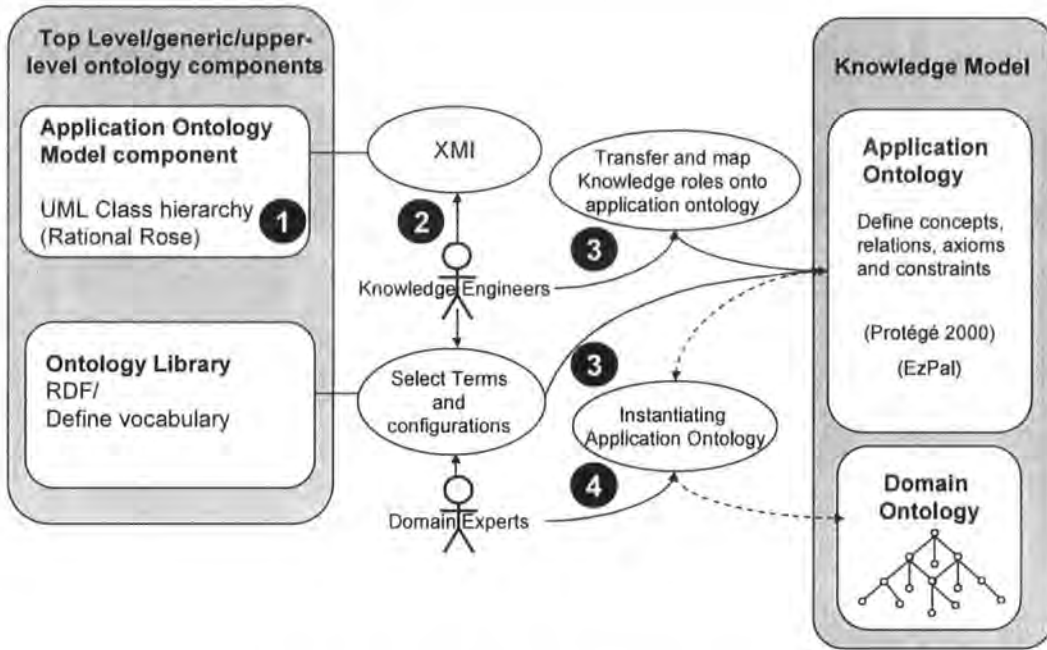 Top Level/generic/upper-
level ontology components
Application Ontology
Model component
UML Class hierarchy
(Rational Rose)
1
Ontology Library
RDF/
Define vocabulary
XMI
2
Knowledge Engineers
Select Terms
and
configurations
Domain Experts
Transfer and map
Knowledge roles onto
application ontology
3
3
Instantiating
Application Ontology
4
Knowledge Model
Application
Ontology
Define concepts,
relations, axioms
and constraints
(Protégé 2000)
(EzPal)
Domain
Ontology